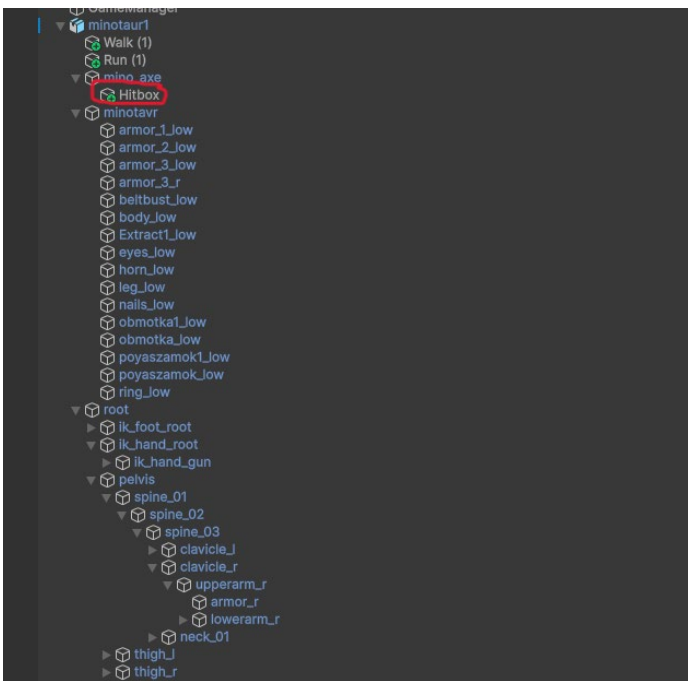 GameManager
minotaur1
Walk (1)
Run (1)
mino_axe
Hitbox
minotavr
armor_1_low
armor_2_low
armor_3_low
armor_3_r
beltbust_low
body_low
Extract1_low
eyes_low
horn_low
leg_low
nails_low
obmotka1_low
obmotka_low
poyaszamok1_low
poyaszamok_low
ring_low
root
ik_foot_root
ik_hand_root
ik_hand_gun
pelvis
spine_01
spine_02
spine_03
clavicle_l
clavicle_r
upperarm_r
armor_r
lowerarm_r
neck_01
thigh_l
thigh_r